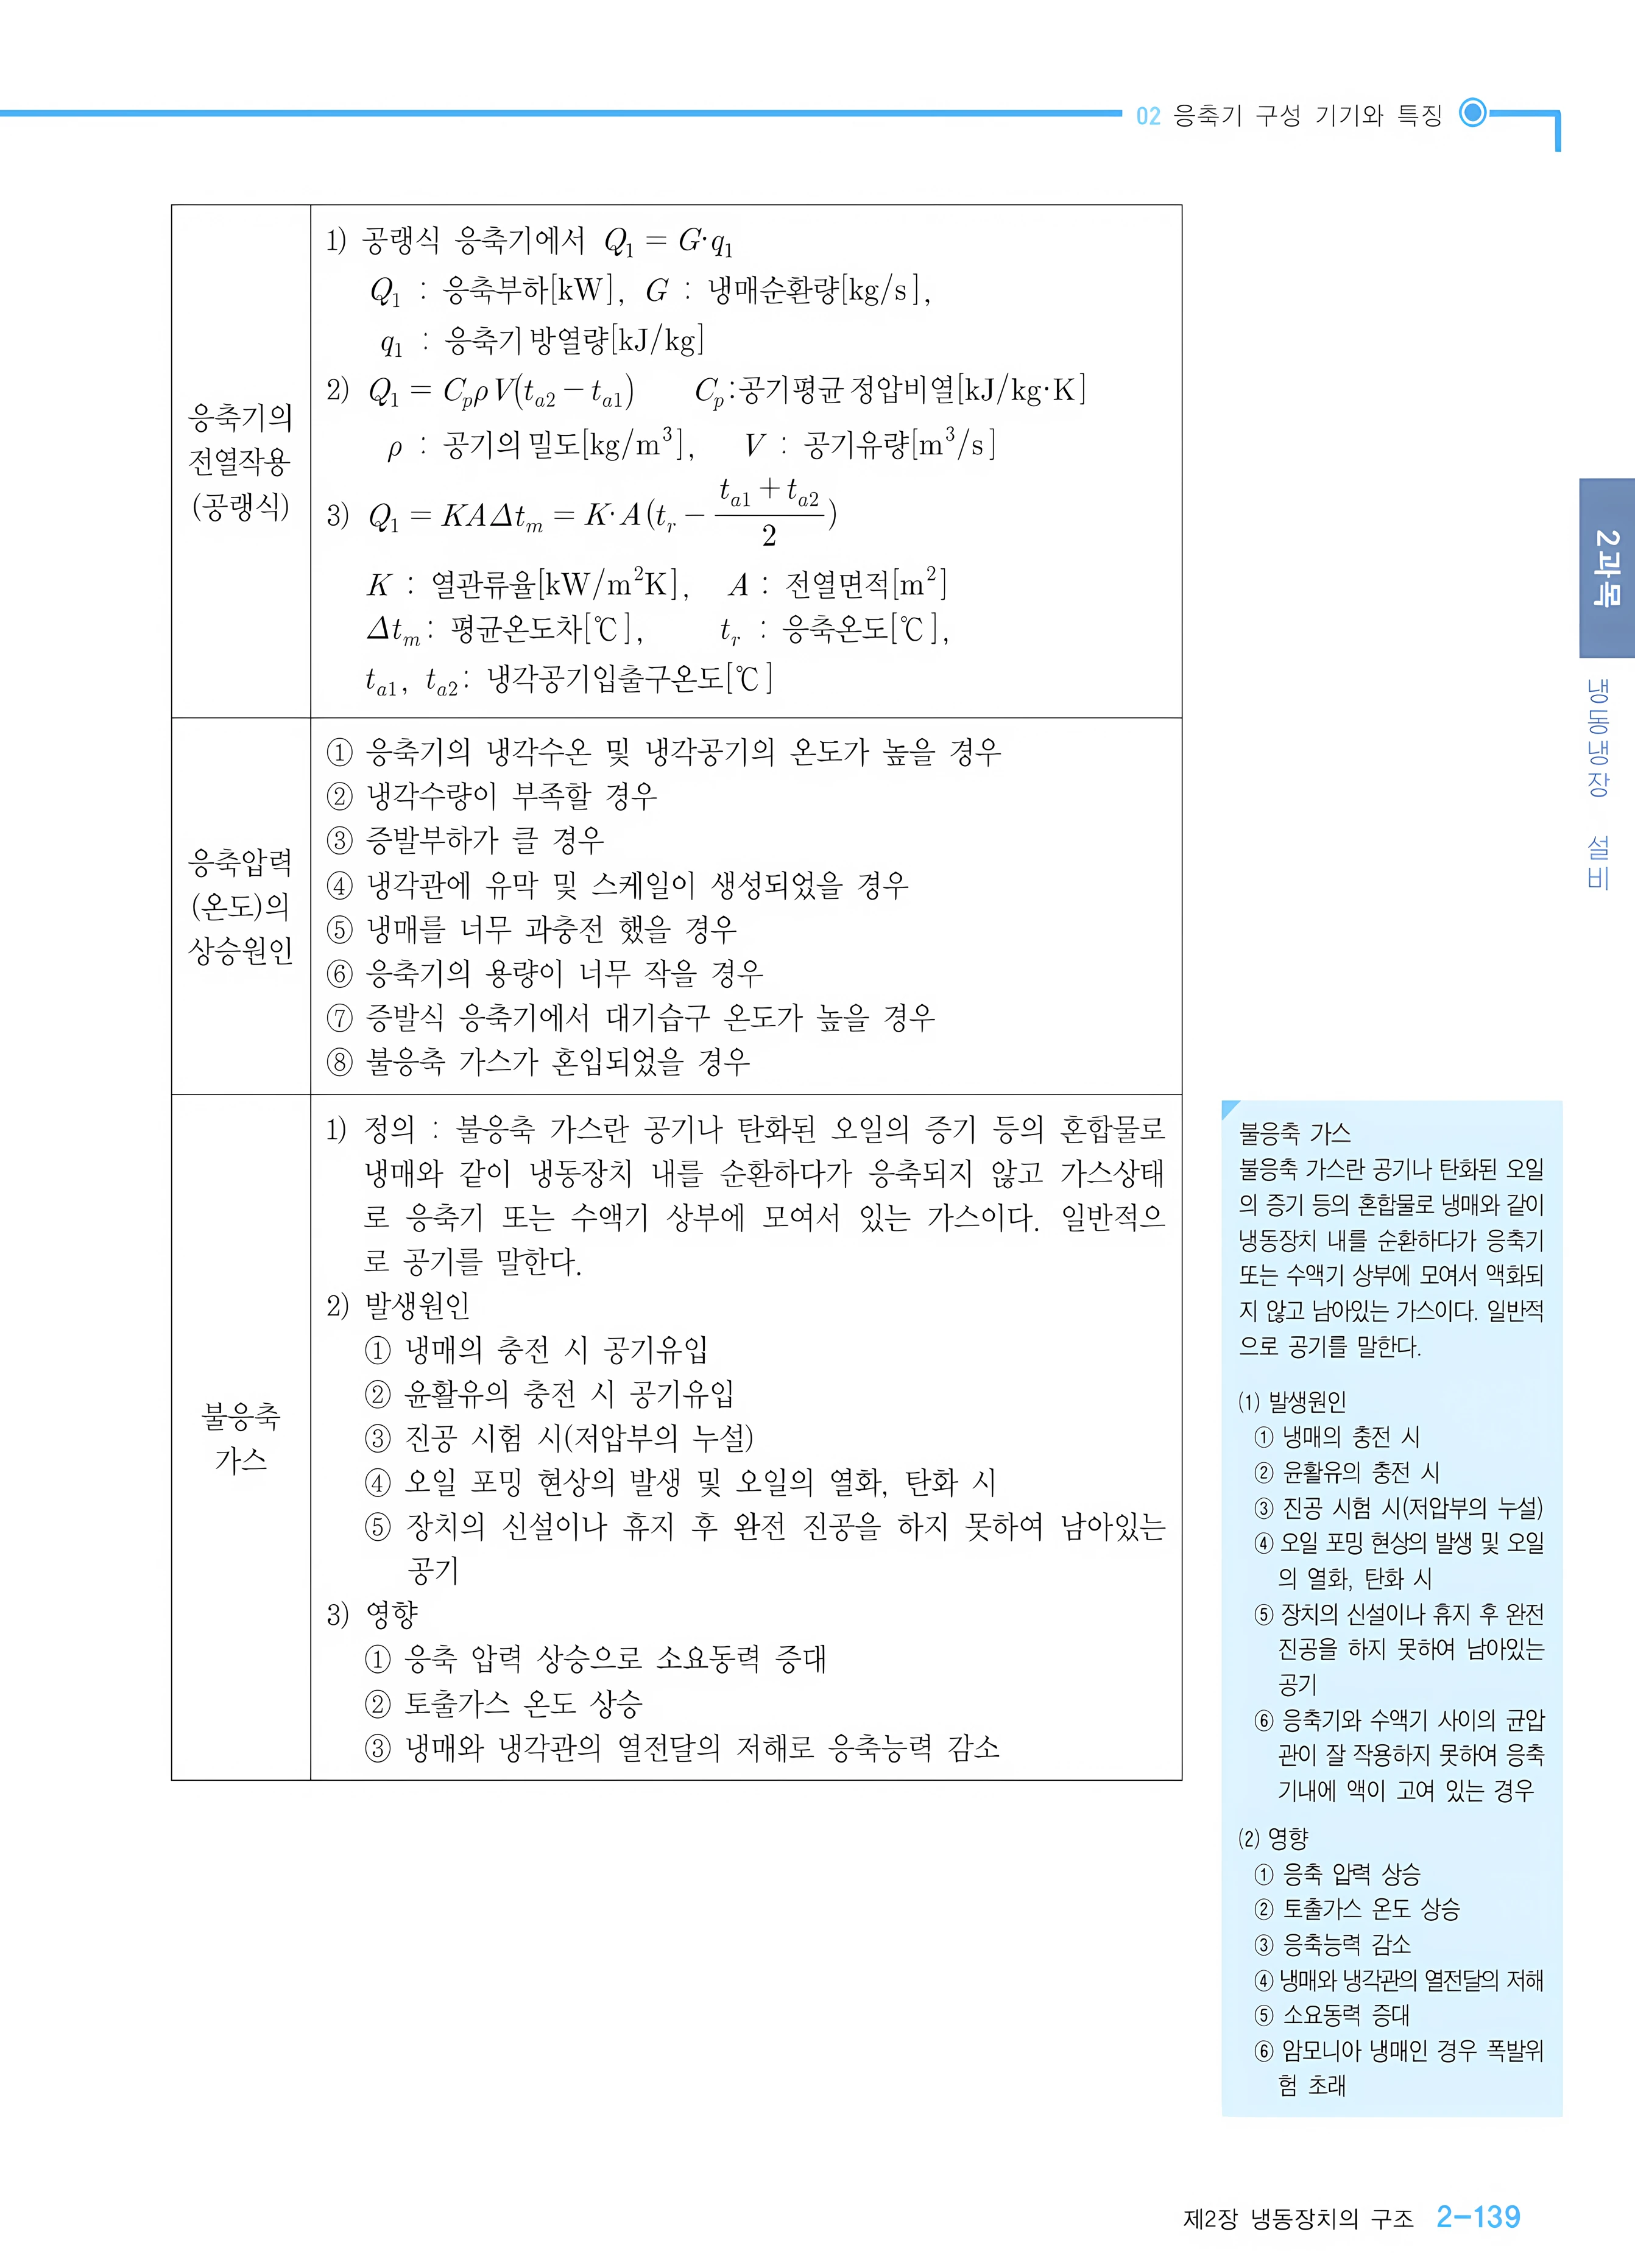 02 응축기 구성 기기와 특징
응축기의
전열작용
(공랭식)
1) 공랭식 응축기에서 Q₁ = G·q₁
Q₁ : 응축부하[kW], G : 냉매순환량[kg/s],
q₁ : 응축기 방열량[kJ/kg]
2) Q₁ = CₚρV(t_a2 − t_a1) Cₚ:공기평균 정압비열[kJ/kg·K]
ρ : 공기의 밀도[kg/m³], V : 공기유량[m³/s]
3) Q₁ = KAΔt_m = K·A(t_r − (t_a1 + t_a2)/2)
K : 열관류율[kW/m²K], A : 전열면적[m²]
Δt_m : 평균온도차[℃], t_r : 응축온도[℃],
t_a1, t_a2 : 냉각공기입출구온도[℃]
응축압력
(온도)의
상승원인
① 응축기의 냉각수온 및 냉각공기의 온도가 높을 경우
② 냉각수량이 부족할 경우
③ 증발부하가 클 경우
④ 냉각관에 유막 및 스케일이 생성되었을 경우
⑤ 냉매를 너무 과충전 했을 경우
⑥ 응축기의 용량이 너무 작을 경우
⑦ 증발식 응축기에서 대기습구 온도가 높을 경우
⑧ 불응축 가스가 혼입되었을 경우
불응축
가스
1) 정의 : 불응축 가스란 공기나 탄화된 오일의 증기 등의 혼합물로
냉매와 같이 냉동장치 내를 순환하다가 응축되지 않고 가스상태
로 응축기 또는 수액기 상부에 모여서 있는 가스이다. 일반적으
로 공기를 말한다.
2) 발생원인
① 냉매의 충전 시 공기유입
② 윤활유의 충전 시 공기유입
③ 진공 시험 시(저압부의 누설)
④ 오일 포밍 현상의 발생 및 오일의 열화, 탄화 시
⑤ 장치의 신설이나 휴지 후 완전 진공을 하지 못하여 남아있는
공기
3) 영향
① 응축 압력 상승으로 소요동력 증대
② 토출가스 온도 상승
③ 냉매와 냉각관의 열전달의 저해로 응축능력 감소
불응축 가스
불응축 가스란 공기나 탄화된 오일
의 증기 등의 혼합물로 냉매와 같이
냉동장치 내를 순환하다가 응축기
또는 수액기 상부에 모여서 액화되
지 않고 남아있는 가스이다. 일반적
으로 공기를 말한다.
(1) 발생원인
① 냉매의 충전 시
② 윤활유의 충전 시
③ 진공 시험 시(저압부의 누설)
④ 오일 포밍 현상의 발생 및 오일
의 열화, 탄화 시
⑤ 장치의 신설이나 휴지 후 완전
진공을 하지 못하여 남아있는
공기
⑥ 응축기와 수액기 사이의 균압
관이 잘 작용하지 못하여 응축
기내에 액이 고여 있는 경우
(2) 영향
① 응축 압력 상승
② 토출가스 온도 상승
③ 응축능력 감소
④ 냉매와 냉각관의 열전달의 저해
⑤ 소요동력 증대
⑥ 암모니아 냉매인 경우 폭발위
험 초래
2과목
냉동냉장 설비
제2장 냉동장치의 구조 2-139